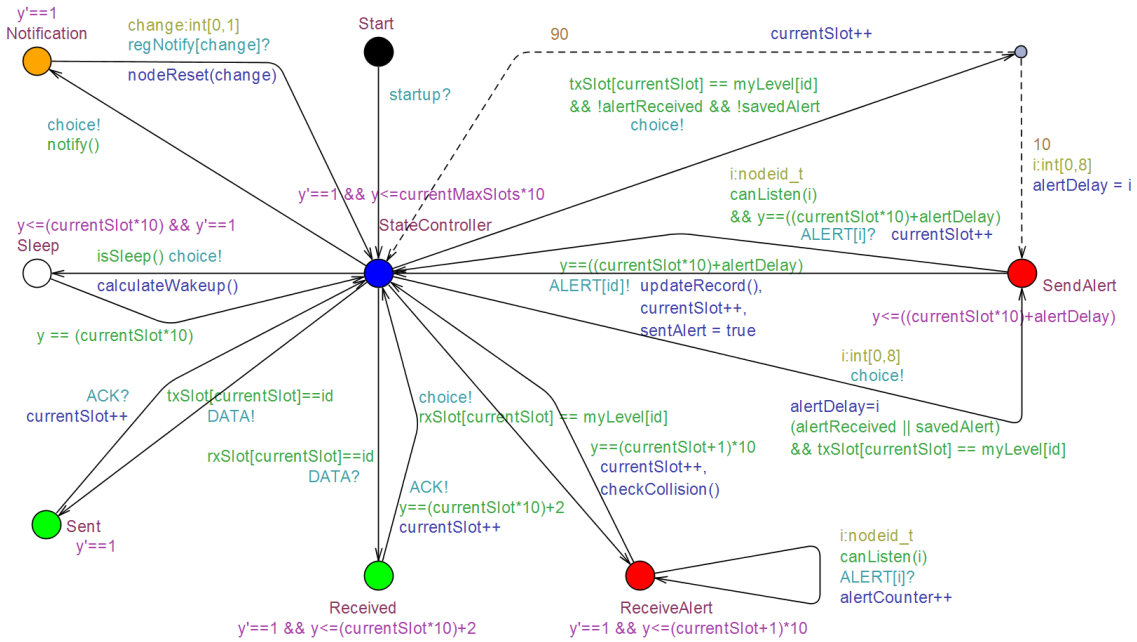 y'==1
Notification
change:int[0,1]
regNotify[change]?
nodeReset(change)
Start
startup?
90
currentSlot++
txSlot[currentSlot] == myLevel[id]
&& !alertReceived && !savedAlert
choice!
choice!
notify()
10
i:int[0,8]
alertDelay = i
y'==1 && y<=currentMaxSlots*10
StateController
i:nodeid_t
canListen(i)
&& y==((currentSlot*10)+alertDelay)
ALERT[i]? currentSlot++
y<=(currentSlot*10) && y'==1
Sleep
isSleep() choice!
calculateWakeup()
y == (currentSlot*10)
y==((currentSlot*10)+alertDelay)
ALERT[id]! updateRecord(),
currentSlot++,
sentAlert = true
SendAlert
y<=((currentSlot*10)+alertDelay)
i:int[0,8]
choice!
alertDelay=i
(alertReceived || savedAlert)
&& txSlot[currentSlot] == myLevel[id]
ACK?
currentSlot++
txSlot[currentSlot]==id
DATA!
choice!
rxSlot[currentSlot] == myLevel[id]
rxSlot[currentSlot]==id
DATA?
y==(currentSlot+1)*10
currentSlot++,
checkCollision()
ACK!
y==(currentSlot*10)+2
currentSlot++
Sent
y'==1
i:nodeid_t
canListen(i)
ALERT[i]?
alertCounter++
Received
y'==1 && y<=(currentSlot*10)+2
ReceiveAlert
y'==1 && y<=(currentSlot+1)*10